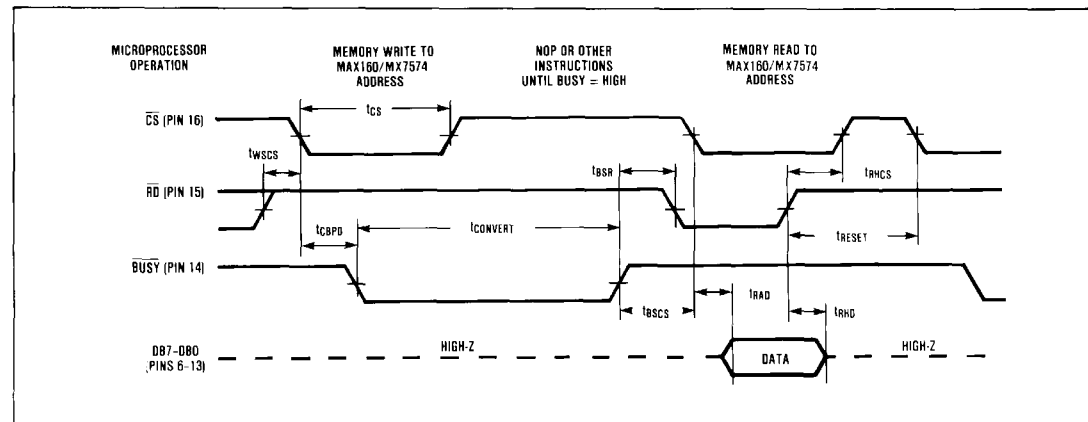 MICROPROCESSOR
OPERATION
MEMORY WRITE TO
MAX160/MX7574
ADDRESS
NOP OR OTHER
INSTRUCTIONS
UNTIL BUSY = HIGH
MEMORY READ TO
MAX160/MX7574
ADDRESS
CS (PIN 16)
tCS
tWSCS
tBSR
tRHCS
RD (PIN 15)
tCBPD
tCONVERT
tRESET
BUSY (PIN 14)
tBSCS
tRAD
tRHD
DB7-DB0
(PINS 6-13)
HIGH-Z
DATA
HIGH-Z